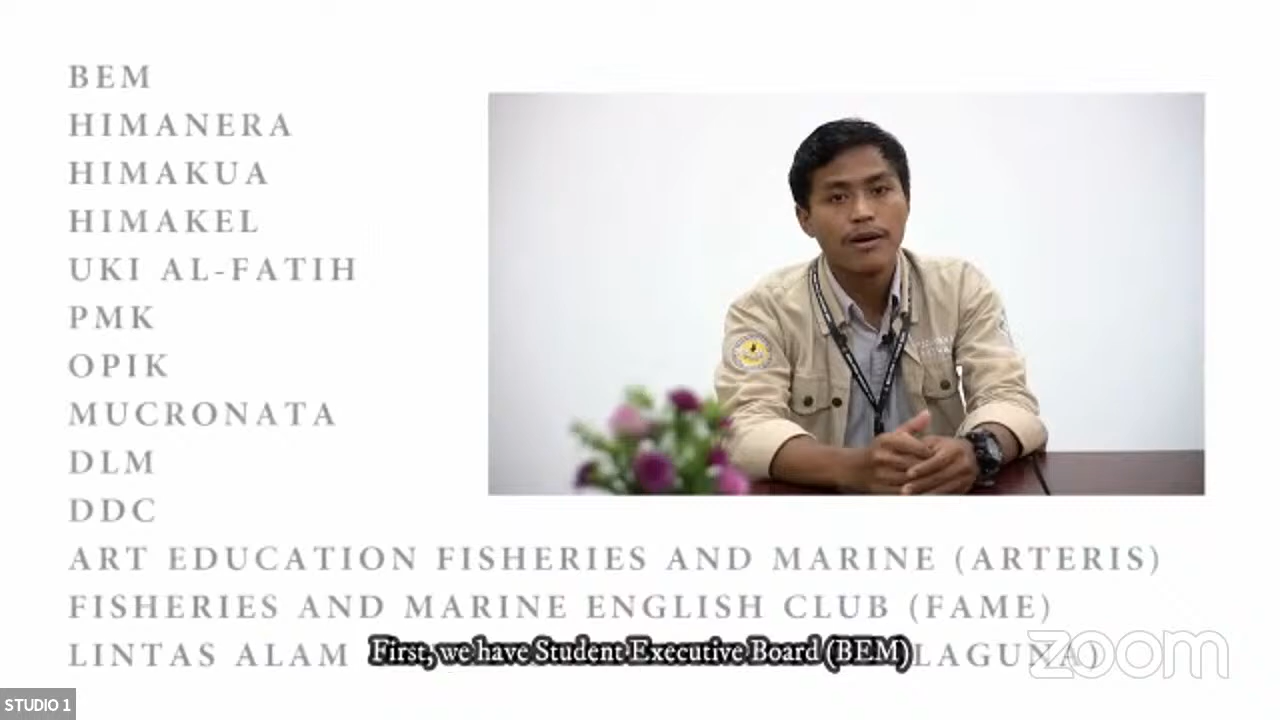 BEM
HIMANERA
HIMAKUA
HIMAKEL
UKI AL-FATIH
PMK
OPIK
MUCRONATA
DLM
DDC
ART EDUCATION FISHERIES AND MARINE (ARTERIS)
FISHERIES AND MARINE ENGLISH CLUB (FAME)
LINTAS ALAM LAGUNA)
First, we have Student Executive Board (BEM)
zoom
STUDIO 1